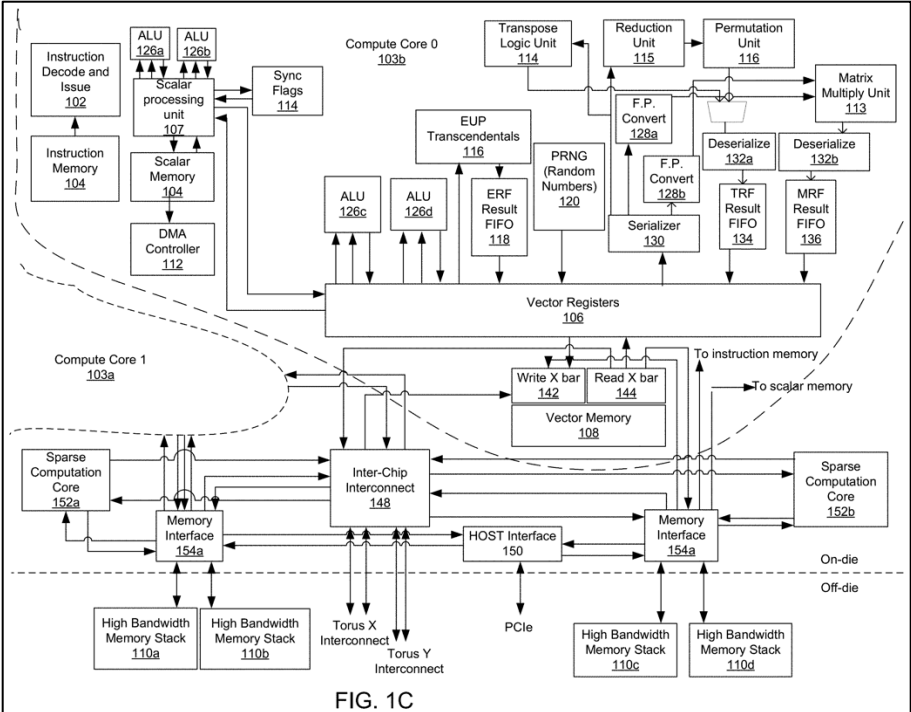 Instruction
Decode and
Issue
102
Instruction
Memory
104
ALU
126a
ALU
126b
Scalar
processing
unit
107
Sync
Flags
114
Scalar
Memory
104
DMA
Controller
112
Compute Core 0
103b
Transpose
Logic Unit
114
Reduction
Unit
115
Permutation
Unit
116
Matrix
Multiply Unit
113
F.P.
Convert
128a
F.P.
Convert
128b
Deserialize
132a
Deserialize
132b
EUP
Transcendentals
116
PRNG
(Random
Numbers)
120
ALU
126c
ALU
126d
ERF
Result
FIFO
118
Serializer
130
TRF
Result
FIFO
134
MRF
Result
FIFO
136
Vector Registers
106
Compute Core 1
103a
Write X bar
142
Read X bar
144
Vector Memory
108
To instruction memory
To scalar memory
Sparse
Computation
Core
152a
Inter-Chip
Interconnect
148
Sparse
Computation
Core
152b
Memory
Interface
154a
HOST Interface
150
Memory
Interface
154a
On-die
Off-die
High Bandwidth
Memory Stack
110a
High Bandwidth
Memory Stack
110b
Torus X
Interconnect
Torus Y
Interconnect
PCIe
High Bandwidth
Memory Stack
110c
High Bandwidth
Memory Stack
110d
FIG. 1C